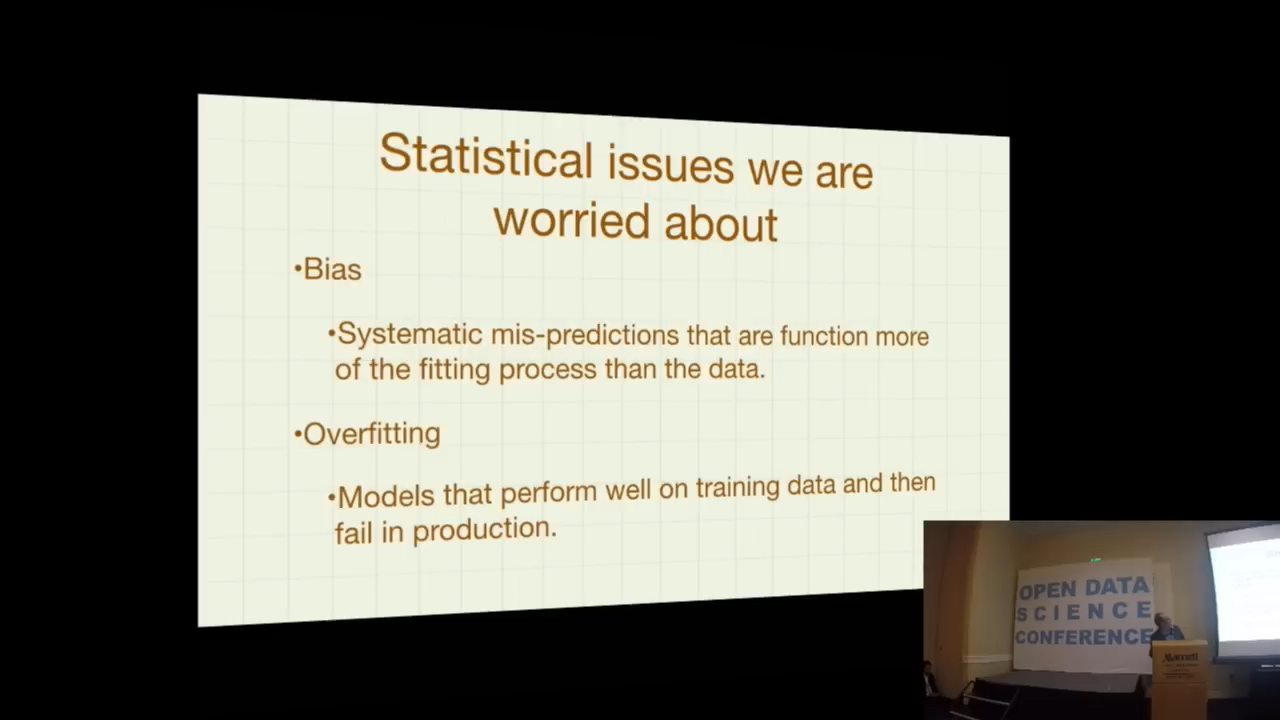 Statistical issues we are
worried about
•Bias
•Systematic mis-predictions that are function more
of the fitting process than the data.
•Overfitting
•Models that perform well on training data and then
fail in production.
OPEN DATA
SCIENCE
CONFERENCE
Marriott